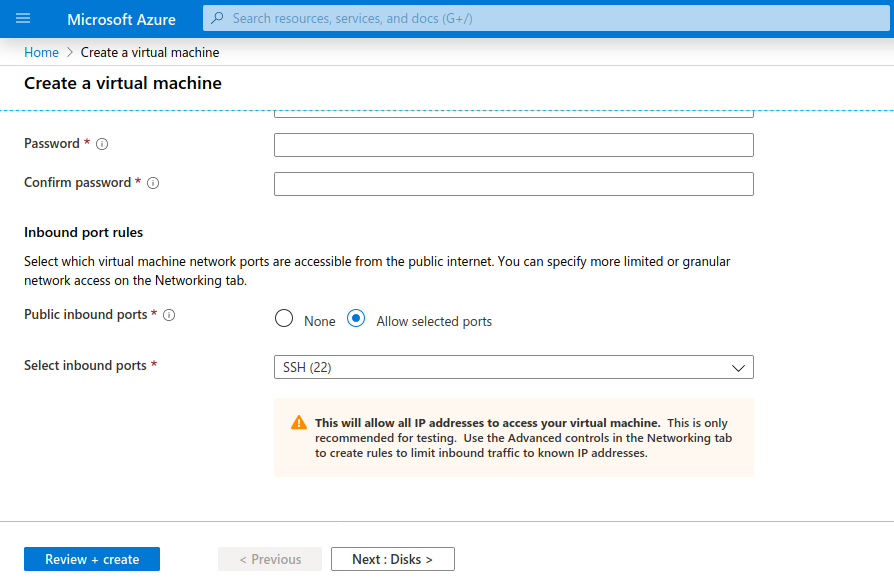 Microsoft Azure
Search resources, services, and docs (G+/)
Home > Create a virtual machine
Create a virtual machine
Password *
Confirm password *
Inbound port rules
Select which virtual machine network ports are accessible from the public internet. You can specify more limited or granular
network access on the Networking tab.
Public inbound ports *
None
Allow selected ports
Select inbound ports *
SSH (22)
This will allow all IP addresses to access your virtual machine. This is only
recommended for testing. Use the Advanced controls in the Networking tab
to create rules to limit inbound traffic to known IP addresses.
Review + create
< Previous
Next : Disks >